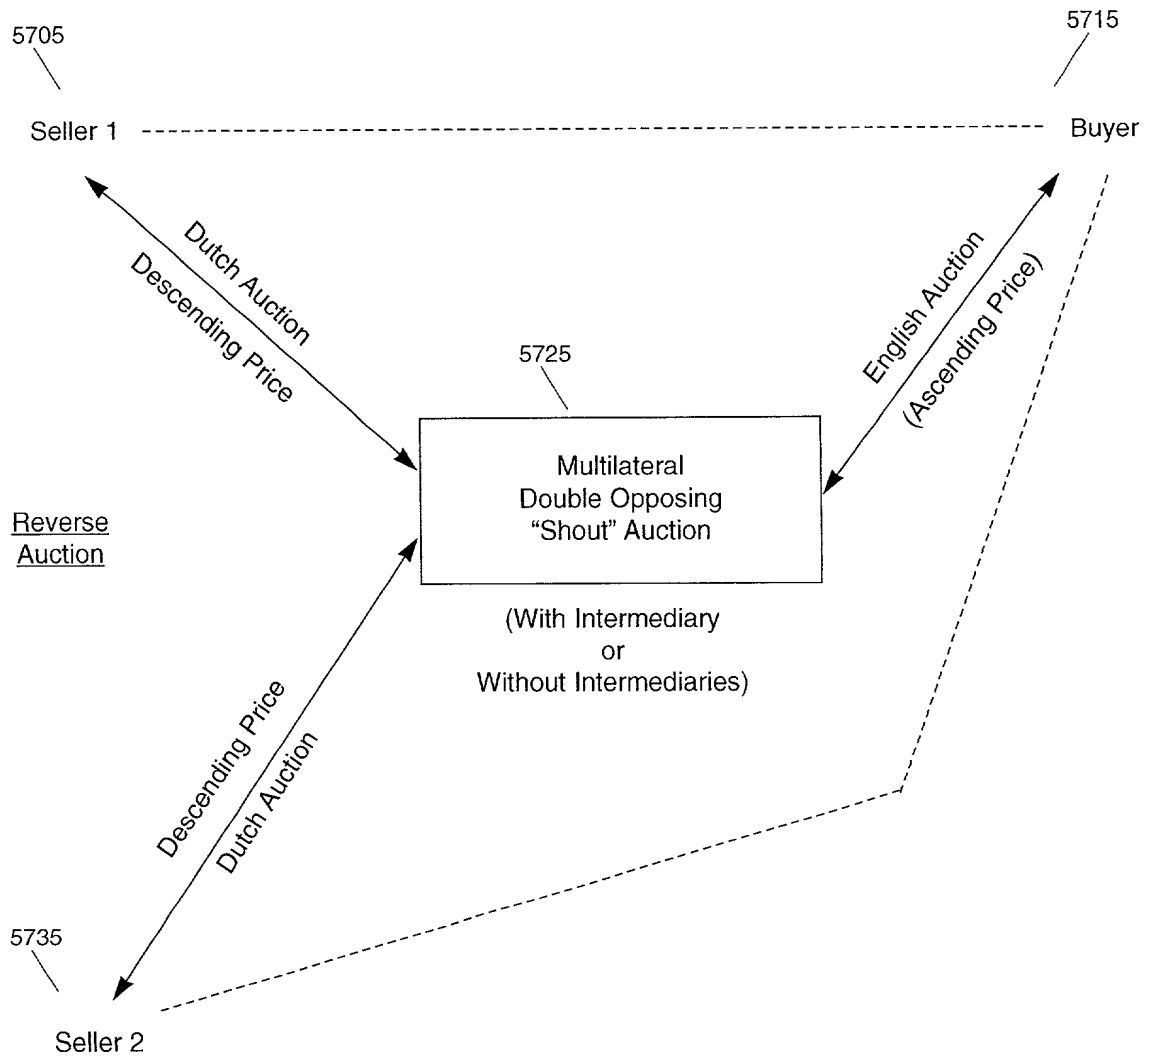 5705
5715
Seller 1
Buyer
Dutch Auction
Descending Price
English Auction
(Ascending Price)
5725
Multilateral
Double Opposing
“Shout” Auction
Reverse
Auction
(With Intermediary
or
Without Intermediaries)
Descending Price
Dutch Auction
5735
Seller 2